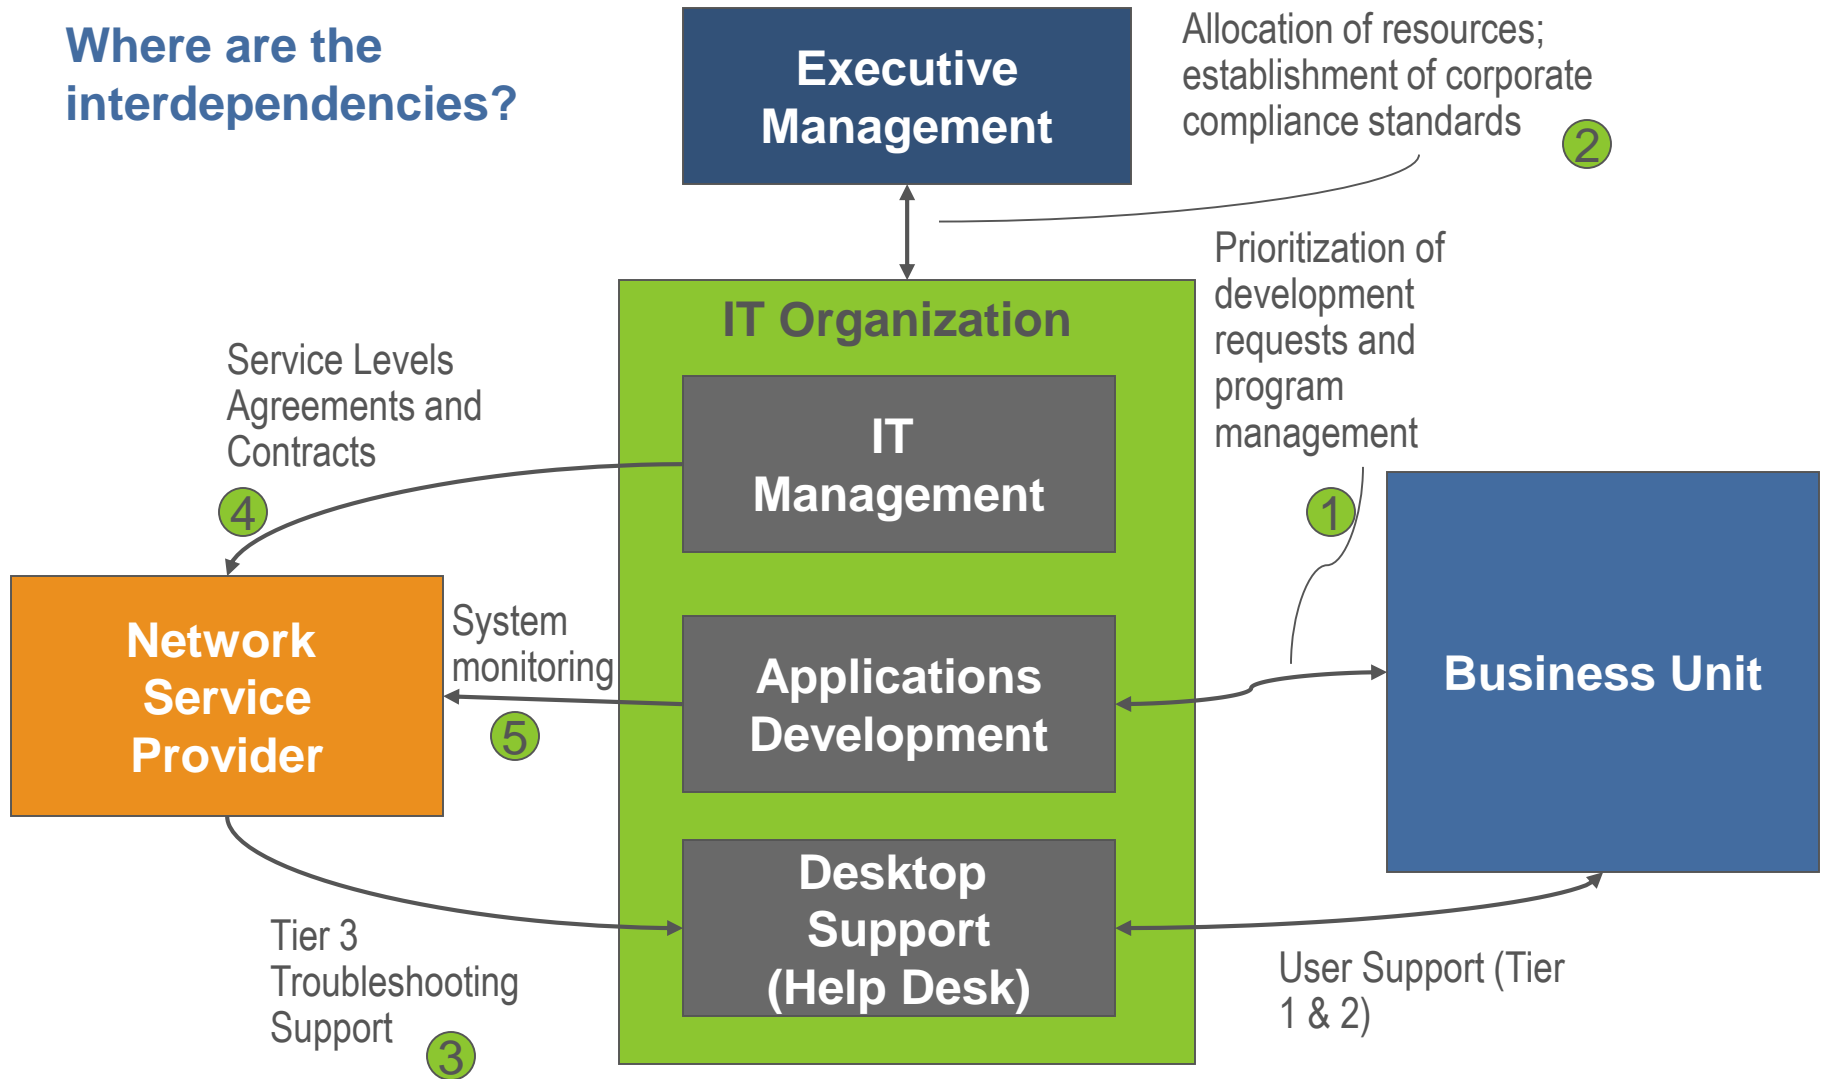 Where are the
interdependencies?
Executive
Management
Allocation of resources;
establishment of corporate
compliance standards
2
Prioritization of
development
requests and
program
management
1
IT Organization
IT
Management
Service Levels
Agreements and
Contracts
4
Network
Service
Provider
System
monitoring
5
Applications
Development
Business Unit
Desktop
Support
(Help Desk)
Tier 3
Troubleshooting
Support
3
User Support (Tier
1 & 2)